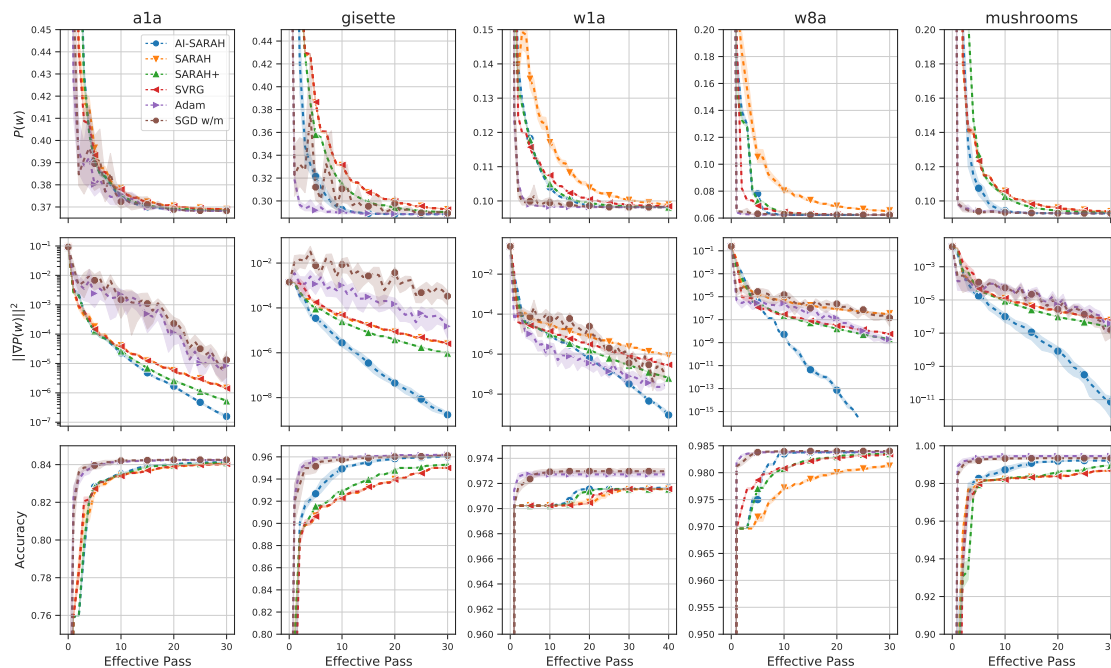 a1a gisette w1a w8a mushrooms
P(w)
0.45 0.44 0.43 0.42 0.41 0.40 0.39 0.38 0.37
AI-SARAH
SARAH
SARAH+
SVRG
Adam
SGD w/m
0.44 0.42 0.40 0.38 0.36 0.34 0.32 0.30
0.15 0.14 0.13 0.12 0.11 0.10
0.20 0.18 0.16 0.14 0.12 0.10 0.08 0.06
0.20 0.18 0.16 0.14 0.12 0.10
||∇P(w)||²
10⁻¹ 10⁻² 10⁻³ 10⁻⁴ 10⁻⁵ 10⁻⁶ 10⁻⁷
10⁻² 10⁻⁴ 10⁻⁶ 10⁻⁸
10⁻² 10⁻⁴ 10⁻⁶ 10⁻⁸
10⁻¹ 10⁻³ 10⁻⁵ 10⁻⁷ 10⁻⁹ 10⁻¹¹ 10⁻¹³ 10⁻¹⁵
10⁻³ 10⁻⁵ 10⁻⁷ 10⁻⁹ 10⁻¹¹
Accuracy
0.84 0.82 0.80 0.78 0.76
0.96 0.94 0.92 0.90 0.88 0.86 0.84 0.82 0.80
0.974 0.972 0.970 0.968 0.966 0.964 0.962 0.960
0.985 0.980 0.975 0.970 0.965 0.960 0.955 0.950
1.00 0.98 0.96 0.94 0.92 0.90
0 10 20 30
0 10 20 30
0 10 20 30 40
0 10 20 30
0 10 20 30
Effective Pass Effective Pass Effective Pass Effective Pass Effective Pass